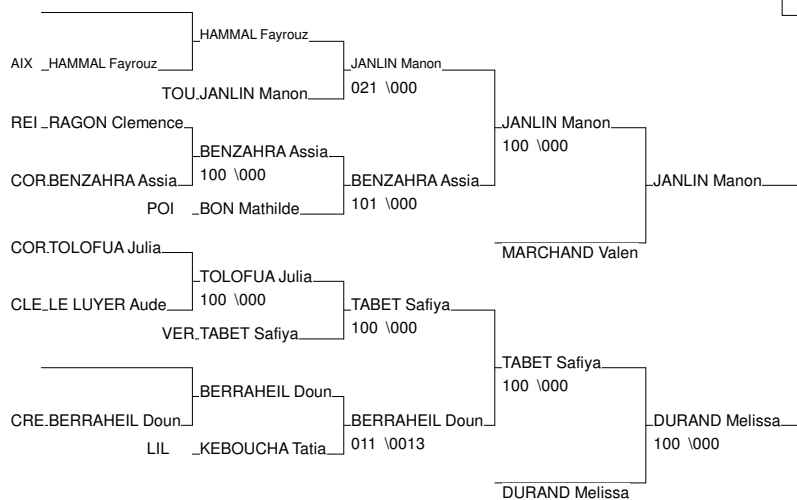 HAMMAL Fayrouz
AIX HAMMAL Fayrouz
JANLIN Manon
021 \000
TOU JANLIN Manon
REI RAGON Clemence
JANLIN Manon
100 \000
BENZAHRA Assia
100 \000
COR BENZAHRA Assia
BENZAHRA Assia
101 \000
JANLIN Manon
POI BON Mathilde
COR TOLOFUA Julia
MARCHAND Valen
TOLOFUA Julia
100 \000
CLE LE LUYER Aude
TABET Safiya
100 \000
VER TABET Safiya
TABET Safiya
100 \000
BERRAHEIL Doun
CRE BERRAHEIL Doun
BERRAHEIL Doun
011 \0013
DURAND Melissa
100 \000
LIL KEBOUCHA Tatia
DURAND Melissa